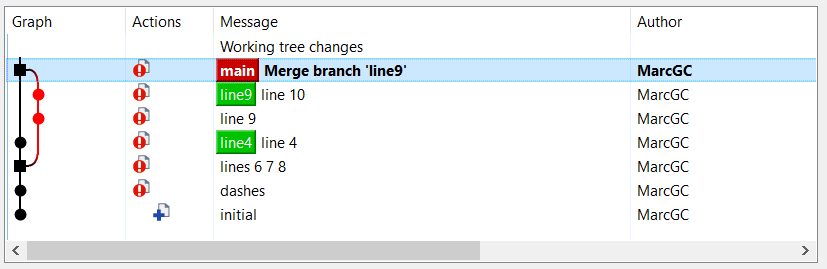 Graph Actions Message Author
Working tree changes
main Merge branch 'line9' MarcGC
line9 line 10 MarcGC
line 9 MarcGC
line4 line 4 MarcGC
lines 6 7 8 MarcGC
dashes MarcGC
initial MarcGC